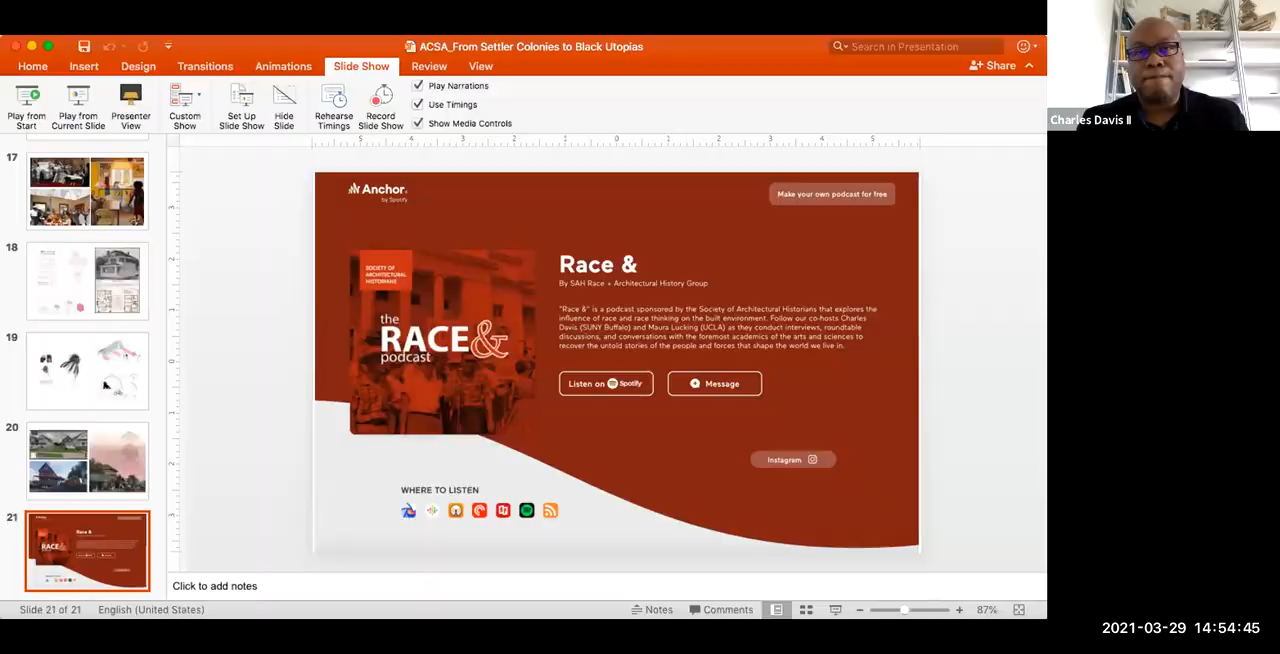 ACSA_From Settler Colonies to Black Utopias
Search in Presentation
Home Insert Design Transitions Animations Slide Show Review View
Share
Play from Start
Play from Current Slide
Presenter View
Custom Show
Set Up Slide Show
Hide Slide
Rehearse Timings
Record Slide Show
Play Narrations
Use Timings
Show Media Controls
Charles Davis II
17
18
19
20
21
Anchor
by Spotify
Make your own podcast for free
SOCIETY OF
ARCHITECTURAL
HISTORIANS
the
RACE&
podcast
Race &
By SAH Race + Architectural History Group
"Race &" is a podcast sponsored by the Society of Architectural Historians that explores the
influence of race and race thinking on the built environment. Follow our co-hosts Charles
Davis (SUNY Buffalo) and Maura Lucking (UCLA) as they conduct interviews, roundtable
discussions, and conversations with the foremost academics of the arts and sciences to
recover the untold stories of the people and forces that shape the world we live in.
Listen on Spotify
Message
Instagram
WHERE TO LISTEN
Click to add notes
Slide 21 of 21 English (United States)
Notes Comments 87%
2021-03-29 14:54:45